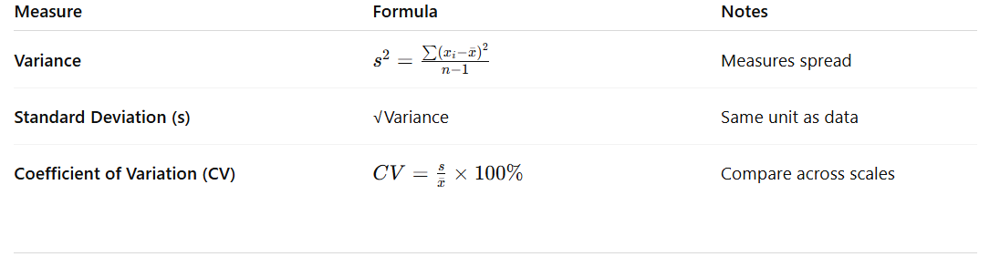 Measure Formula Notes
Variance s² = ∑(xᵢ−x̄)² / n−1 Measures spread
Standard Deviation (s) √Variance Same unit as data
Coefficient of Variation (CV) CV = s/x̄ × 100% Compare across scales